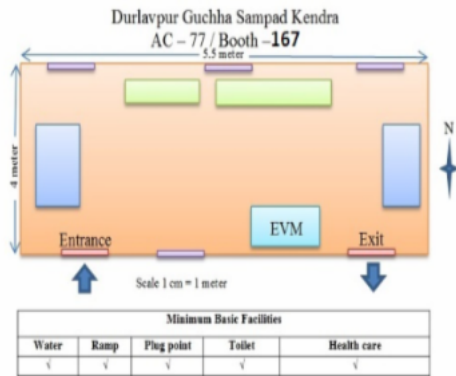 Durlavpur Guchha Sampad Kendra
AC – 77 / Booth –167
5.5 meter
4 meter
N
EVM
Entrance
Exit
Scale 1 cm = 1 meter
Minimum Basic Facilities
Water Ramp Plug point Toilet Health care
√ √ √ √ √